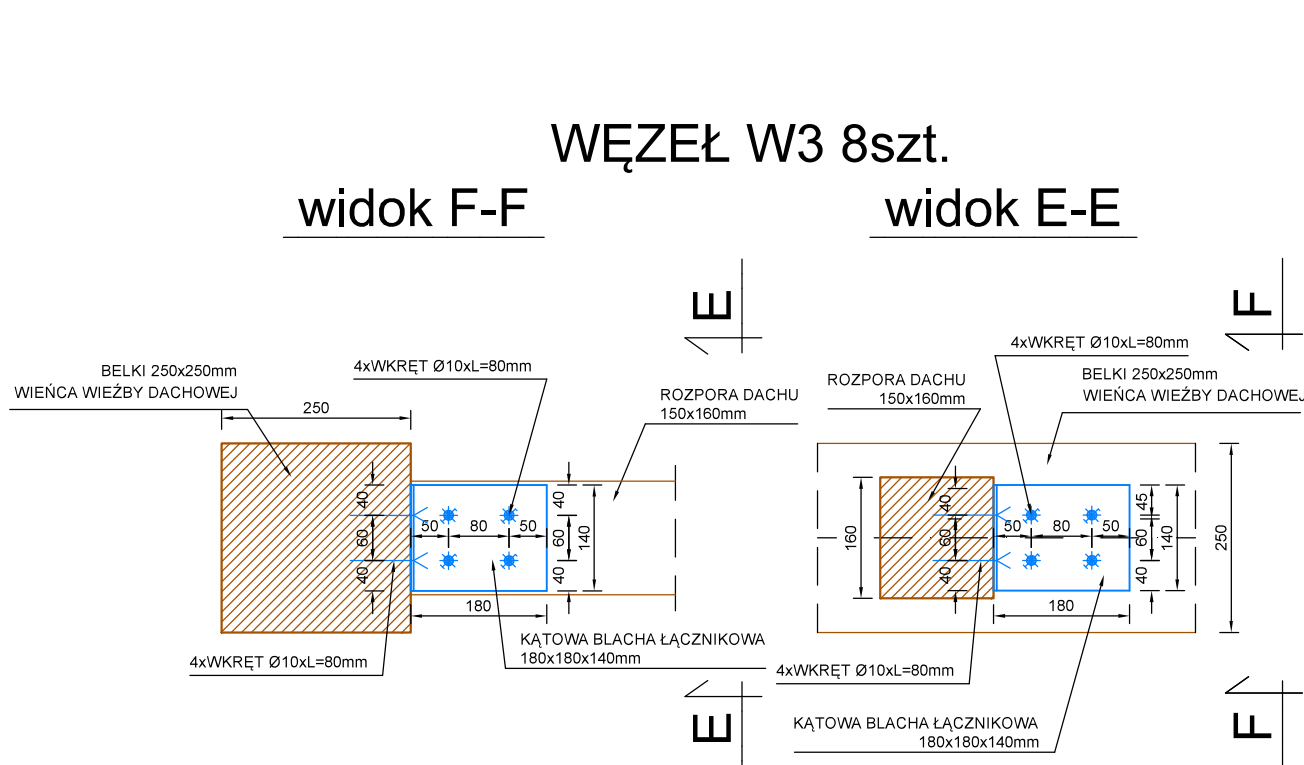 WĘZEŁ W3 8szt.
widok F-F
widok E-E
E
F
BELKI 250x250mm
WIEŃCA WIEŹBY DACHOWEJ
250
4xWKRĘT Ø10xL=80mm
ROZPORA DACHU
150x160mm
40
60
40
50
80
50
40
60
40
140
180
4xWKRĘT Ø10xL=80mm
KĄTOWA BLACHA ŁĄCZNIKOWA
180x180x140mm
E
4xWKRĘT Ø10xL=80mm
ROZPORA DACHU
150x160mm
BELKI 250x250mm
WIEŃCA WIEŹBY DACHOWEJ
160
40
60
40
50
80
50
45
60
40
140
250
180
4xWKRĘT Ø10xL=80mm
KĄTOWA BLACHA ŁĄCZNIKOWA
180x180x140mm
F